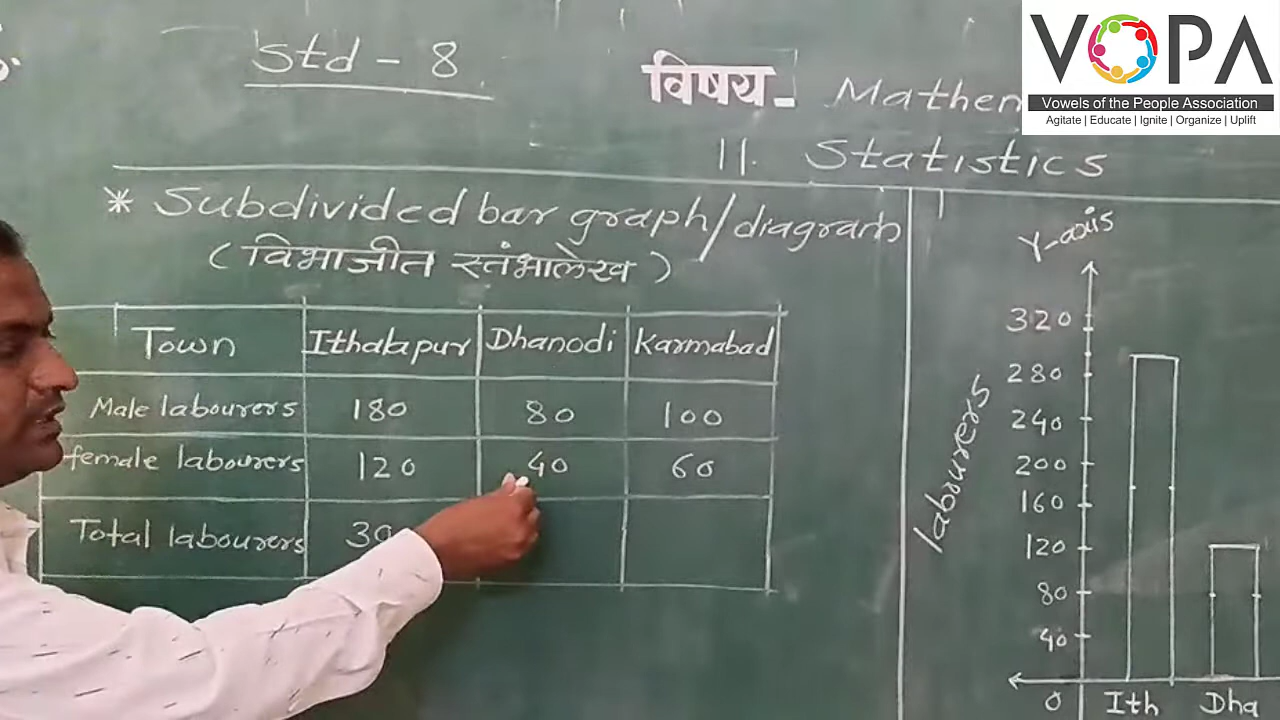 Std - 8
विषय-
VOPA
Vowels of the People Association
Agitate | Educate | Ignite | Organize | Uplift
11. Statistics
* Subdivided bar graph/diagram
(विभाजीत स्तंभालेख)
Town Ithalapur Dhanodi Karmabad
Male labourers 180 80 100
female labourers 120 40 60
Total labourers
Y-axis
labourers
320
280
240
200
160
120
80
40
0 Ith Dha